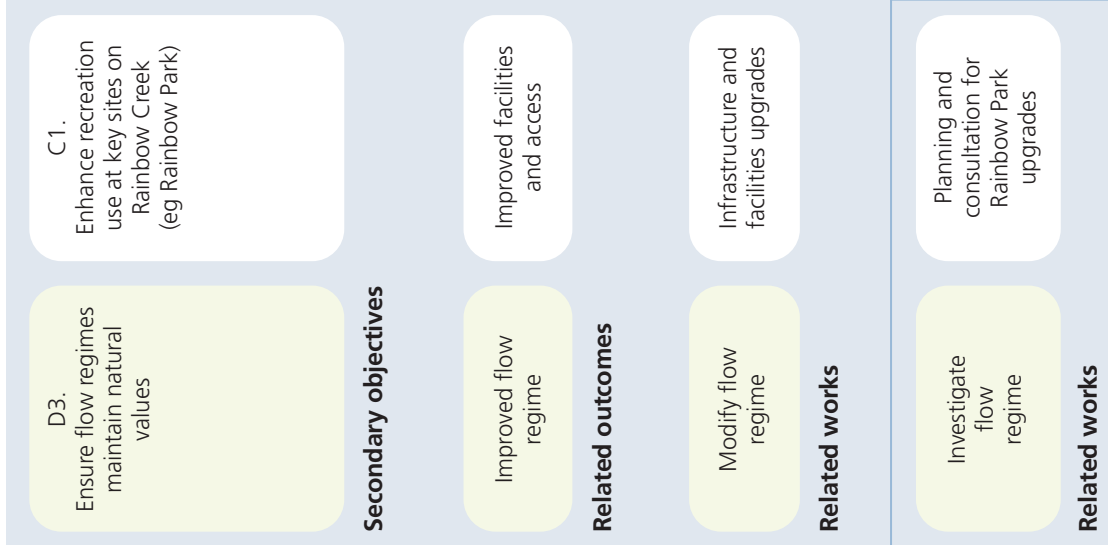 D3.
Ensure flow regimes
maintain natural
values
C1.
Enhance recreation
use at key sites on
Rainbow Creek
(eg Rainbow Park)
Secondary objectives
Improved flow
regime
Improved facilities
and access
Related outcomes
Modify flow
regime
Infrastructure and
facilities upgrades
Related works
Investigate
flow
regime
Planning and
consultation for
Rainbow Park
upgrades
Related works